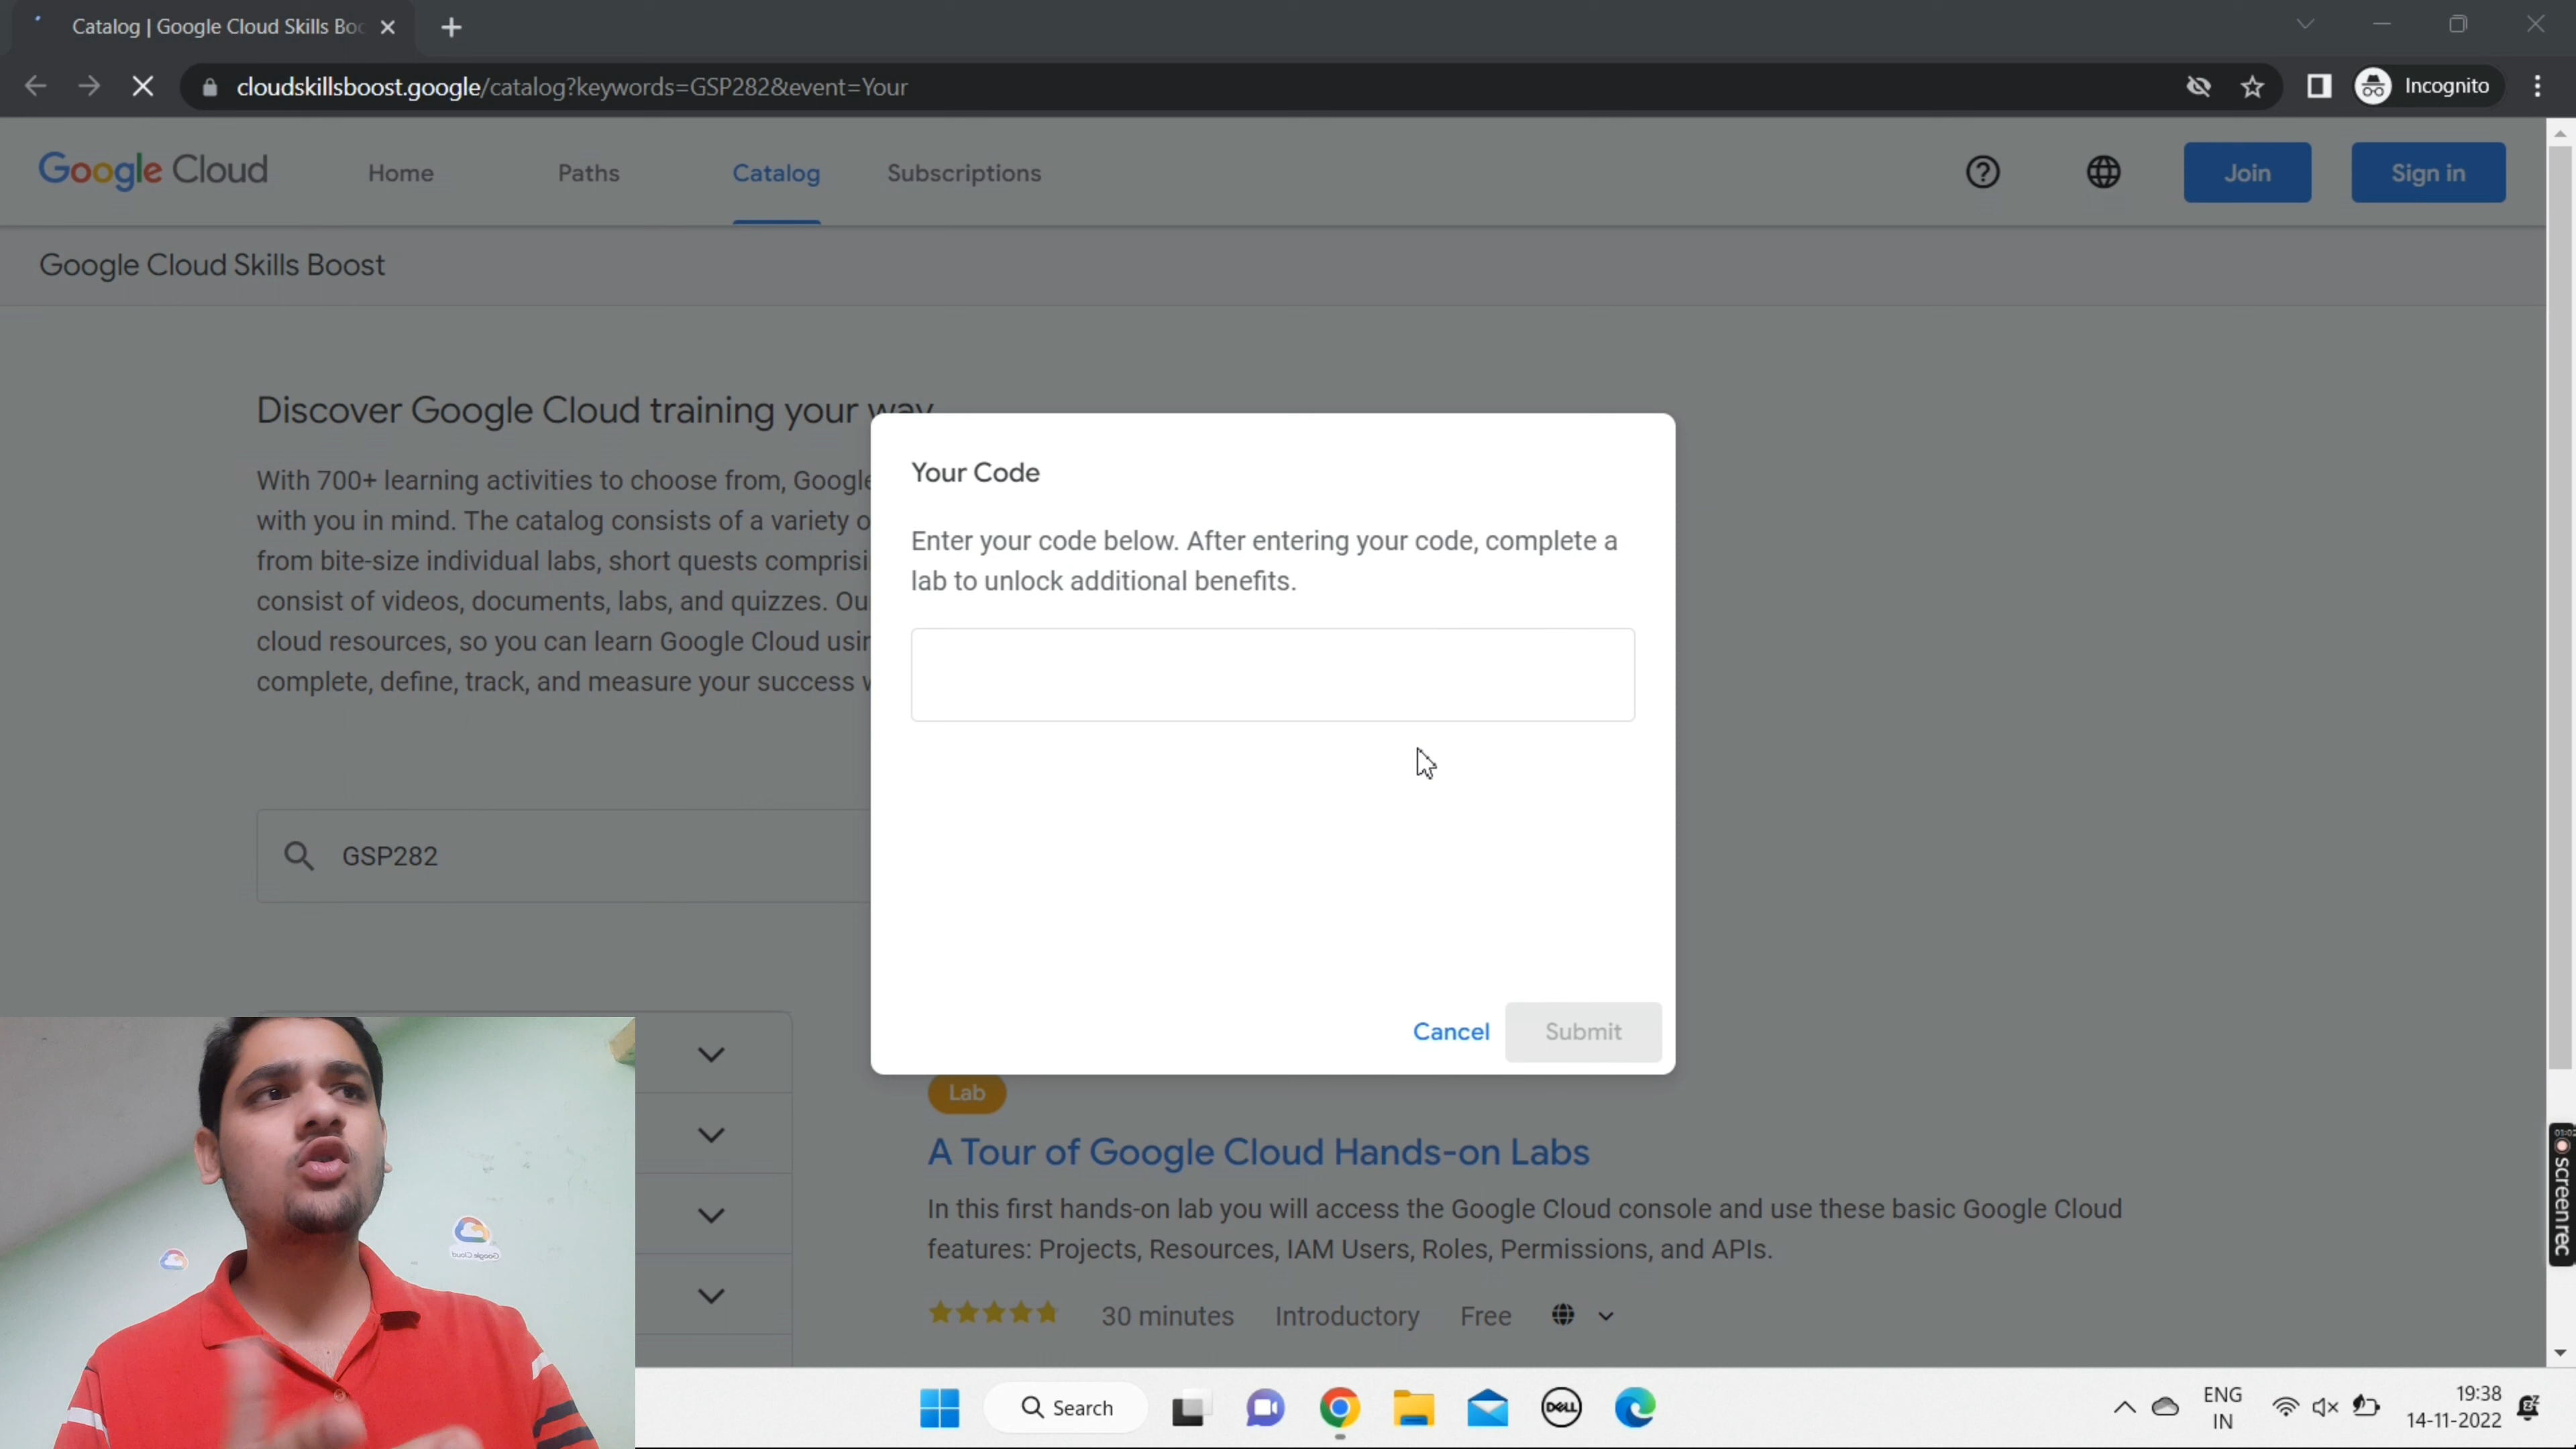 Catalog | Google Cloud Skills Boo
cloudskillsboost.google/catalog?keywords=GSP282&event=Your
Incognito
Google Cloud
Home
Paths
Catalog
Subscriptions
Join
Sign in
Google Cloud Skills Boost
Discover Google Cloud training your way
With 700+ learning activities to choose from, Google
with you in mind. The catalog consists of a variety o
from bite-size individual labs, short quests comprisi
consist of videos, documents, labs, and quizzes. Ou
cloud resources, so you can learn Google Cloud usin
complete, define, track, and measure your success w
GSP282
Your Code
Enter your code below. After entering your code, complete a
lab to unlock additional benefits.
Cancel
Submit
Lab
A Tour of Google Cloud Hands-on Labs
In this first hands-on lab you will access the Google Cloud console and use these basic Google Cloud
features: Projects, Resources, IAM Users, Roles, Permissions, and APIs.
30 minutes
Introductory
Free
screenrec
Google Cloud
Search
DELL
ENG
IN
19:38
14-11-2022